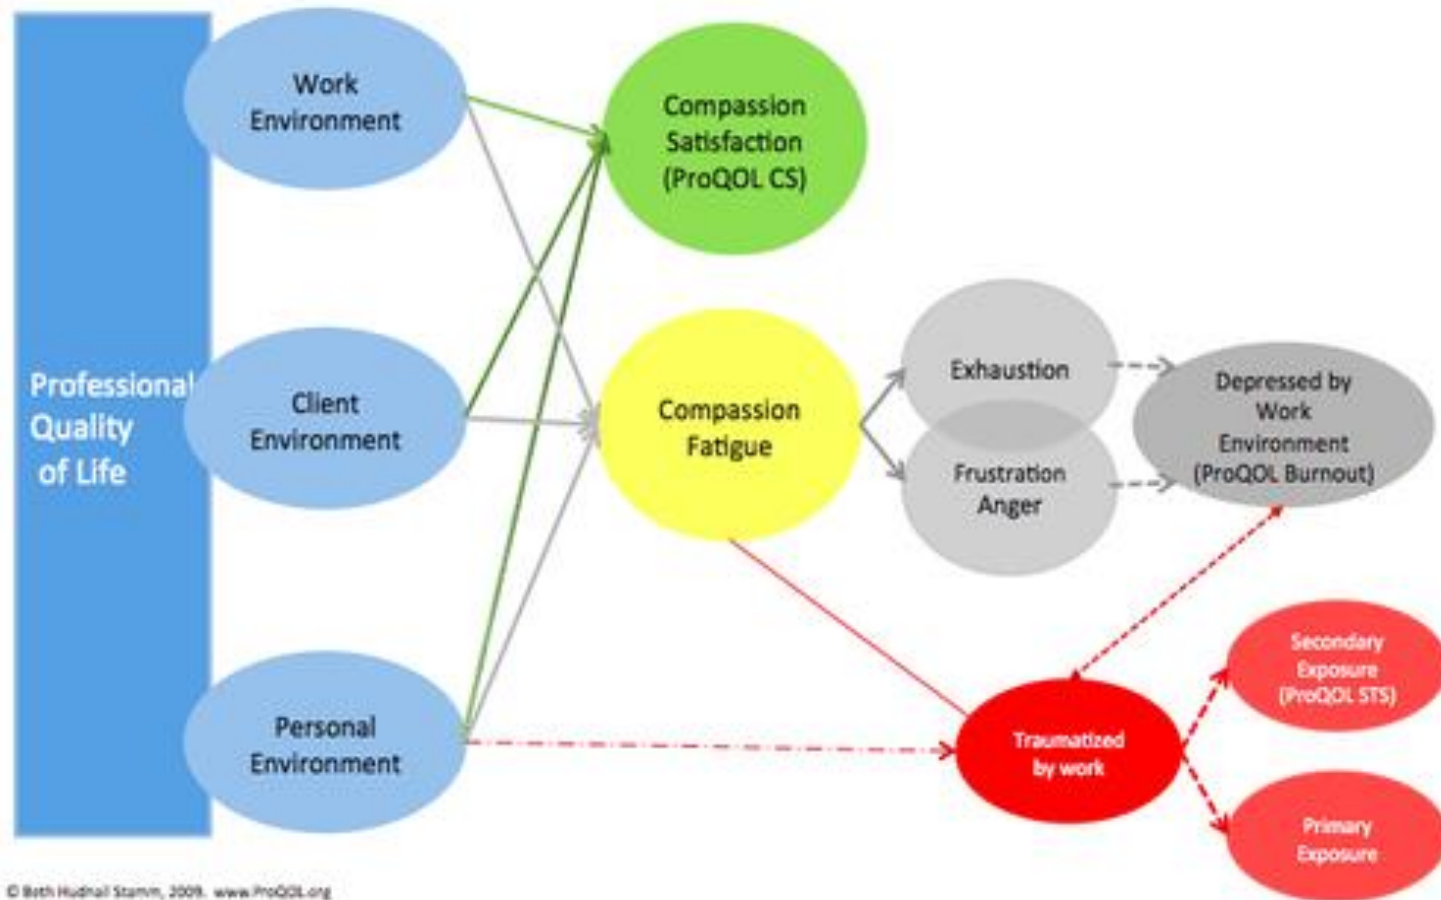 Professional
Quality
of Life
Work
Environment
Client
Environment
Personal
Environment
Compassion
Satisfaction
(ProQOL CS)
Compassion
Fatigue
Exhaustion
Frustration
Anger
Depressed by
Work
Environment
(ProQOL Burnout)
Traumatized
by work
Secondary
Exposure
(ProQOL STS)
Primary
Exposure
© Beth Hudnall Stamm, 2009. www.ProQOL.org